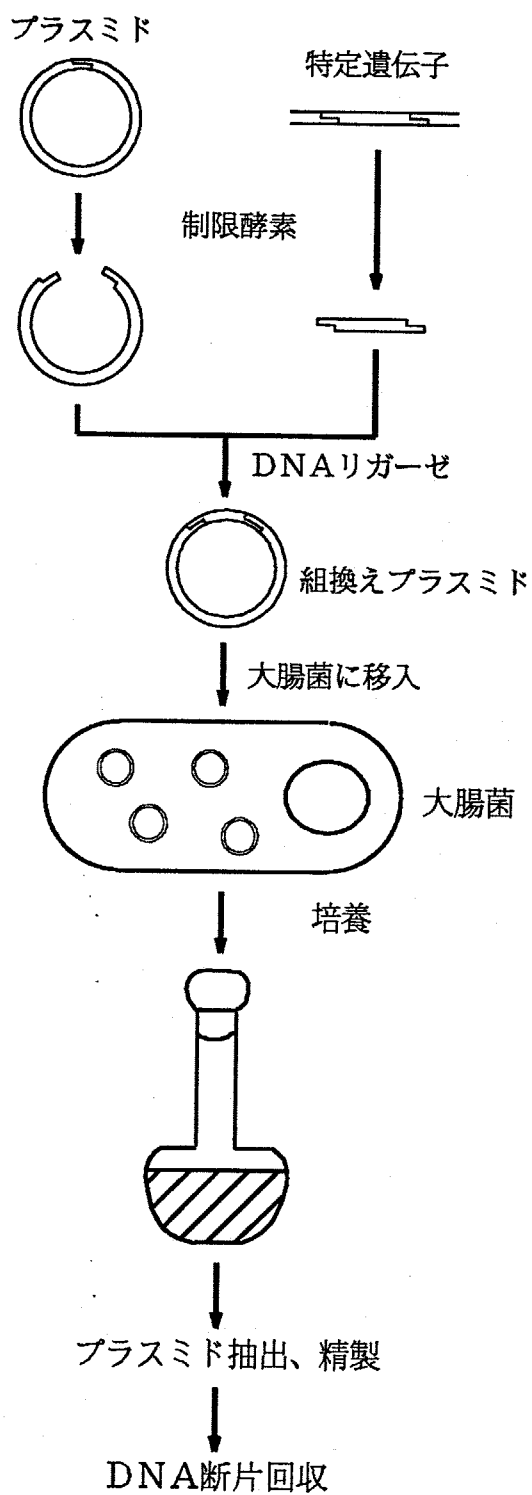 プラスミド
特定遺伝子
制限酵素
DNAリガーゼ
組換えプラスミド
大腸菌に移入
大腸菌
培養
プラスミド抽出、精製
DNA断片回収